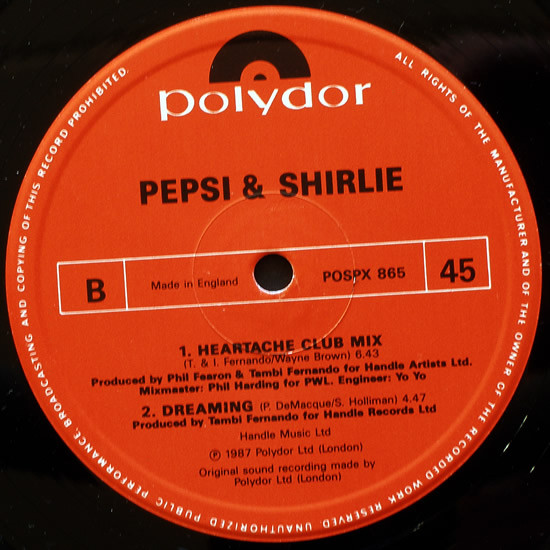 polydor
PEPSI & SHIRLIE
B
Made in England
POSPX 865
45
1. HEARTACHE CLUB MIX
(T. & I. Fernando/Wayne Brown) 6.43
Produced by Phil Fearon & Tambi Fernando for Handle Artists Ltd.
Mixmaster: Phil Harding for PWL. Engineer: Yo Yo
2. DREAMING (P. DeMacque/S. Holliman) 4.47
Produced by Tambi Fernando for Handle Records Ltd
Handle Music Ltd
℗ 1987 Polydor Ltd (London)
Original sound recording made by
Polydor Ltd (London)
ALL RIGHTS OF THE MANUFACTURER AND OF THE OWNER OF THE RECORDED WORK RESERVED. UNAUTHORIZED PUBLIC PERFORMANCE, BROADCASTING AND COPYING OF THIS RECORD PROHIBITED.